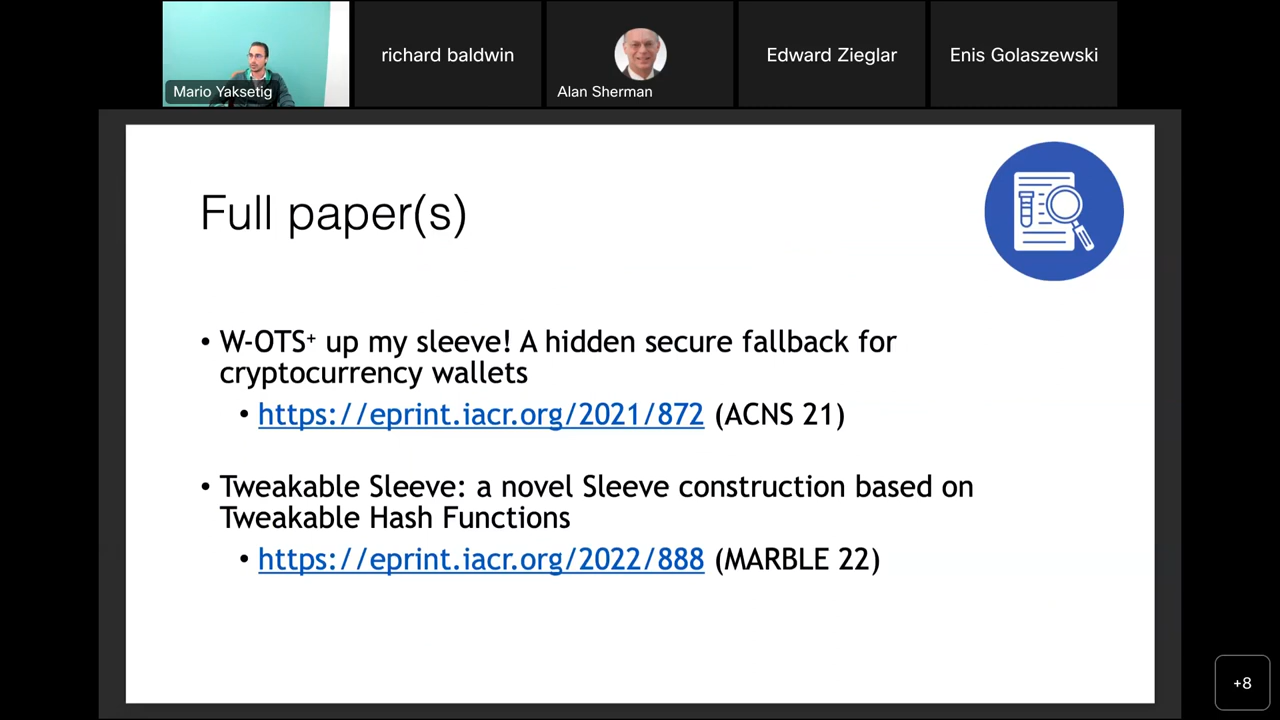 richard baldwin
Edward Zieglar
Enis Golaszewski
Mario Yaksetig
Alan Sherman
Full paper(s)
• W-OTS⁺ up my sleeve! A hidden secure fallback for
cryptocurrency wallets
• https://eprint.iacr.org/2021/872 (ACNS 21)
• Tweakable Sleeve: a novel Sleeve construction based on
Tweakable Hash Functions
• https://eprint.iacr.org/2022/888 (MARBLE 22)
+8